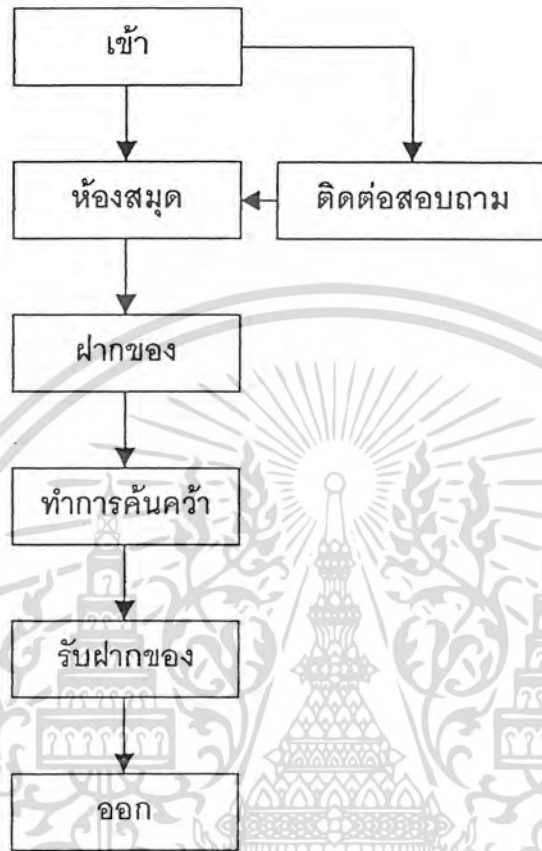 เข้า
ห้องสมุด
ติดต่อสอบถาม
ฝากของ
ทำการค้นคว้า
รับฝากของ
ออก